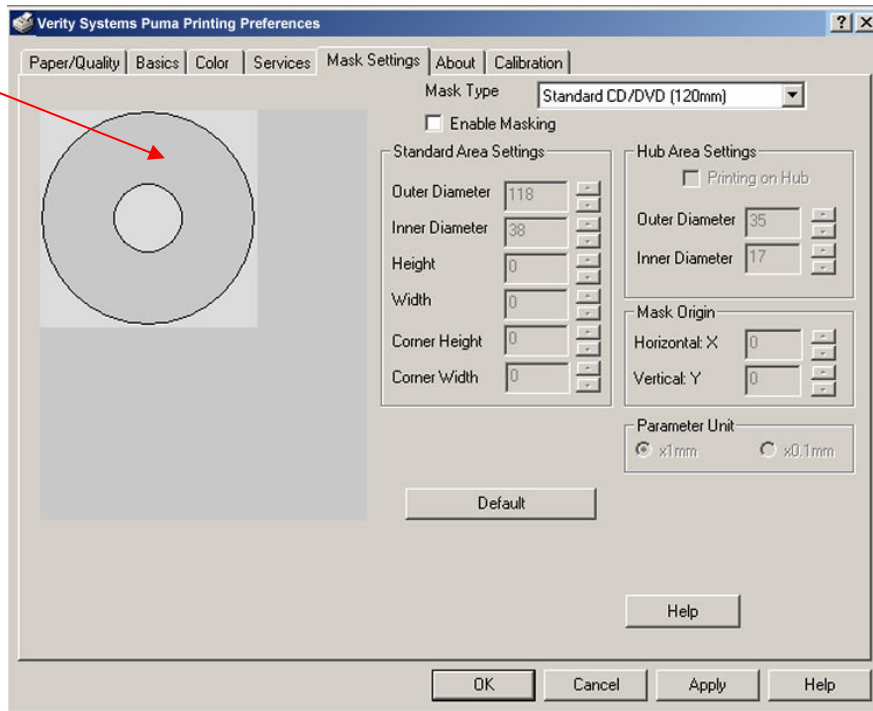 Verity Systems Puma Printing Preferences
Paper/Quality Basics Color Services Mask Settings About Calibration
Mask Type Standard CD/DVD (120mm)
Enable Masking
Standard Area Settings
Outer Diameter 118
Inner Diameter 38
Height 0
Width 0
Corner Height 0
Corner Width 0
Hub Area Settings
Printing on Hub
Outer Diameter 35
Inner Diameter 17
Mask Origin
Horizontal: X 0
Vertical: Y 0
Parameter Unit
x1mm x0.1mm
Default
Help
OK Cancel Apply Help